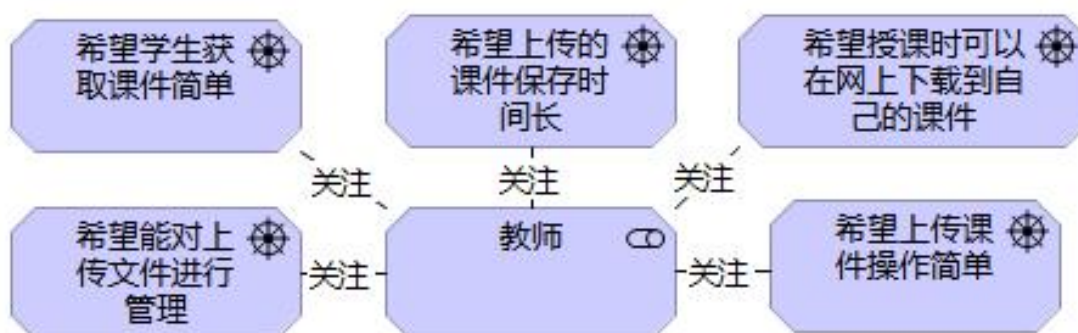 希望学生获
取课件简单
希望上传的
课件保存时
间长
希望授课时可以
在网上下载到自
己的课件
关注
关注
关注
希望能对上
传文件进行
管理
关注
教师
关注
希望上传课
件操作简单